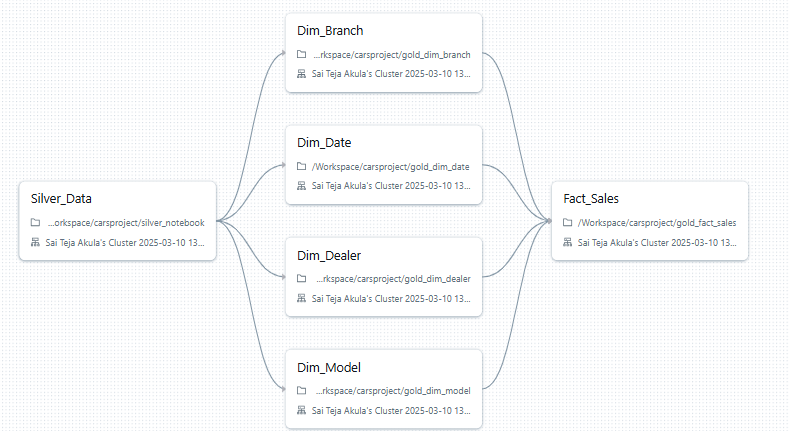 Dim_Branch
...rkspace/carsproject/gold_dim_branch
Sai Teja Akula's Cluster 2025-03-10 13...
Dim_Date
/Workspace/carsproject/gold_dim_date
Sai Teja Akula's Cluster 2025-03-10 13...
Silver_Data
...orkspace/carsproject/silver_notebook
Sai Teja Akula's Cluster 2025-03-10 13...
Fact_Sales
/Workspace/carsproject/gold_fact_sales
Sai Teja Akula's Cluster 2025-03-10 13...
Dim_Dealer
...rkspace/carsproject/gold_dim_dealer
Sai Teja Akula's Cluster 2025-03-10 13...
Dim_Model
...rkspace/carsproject/gold_dim_model
Sai Teja Akula's Cluster 2025-03-10 13...